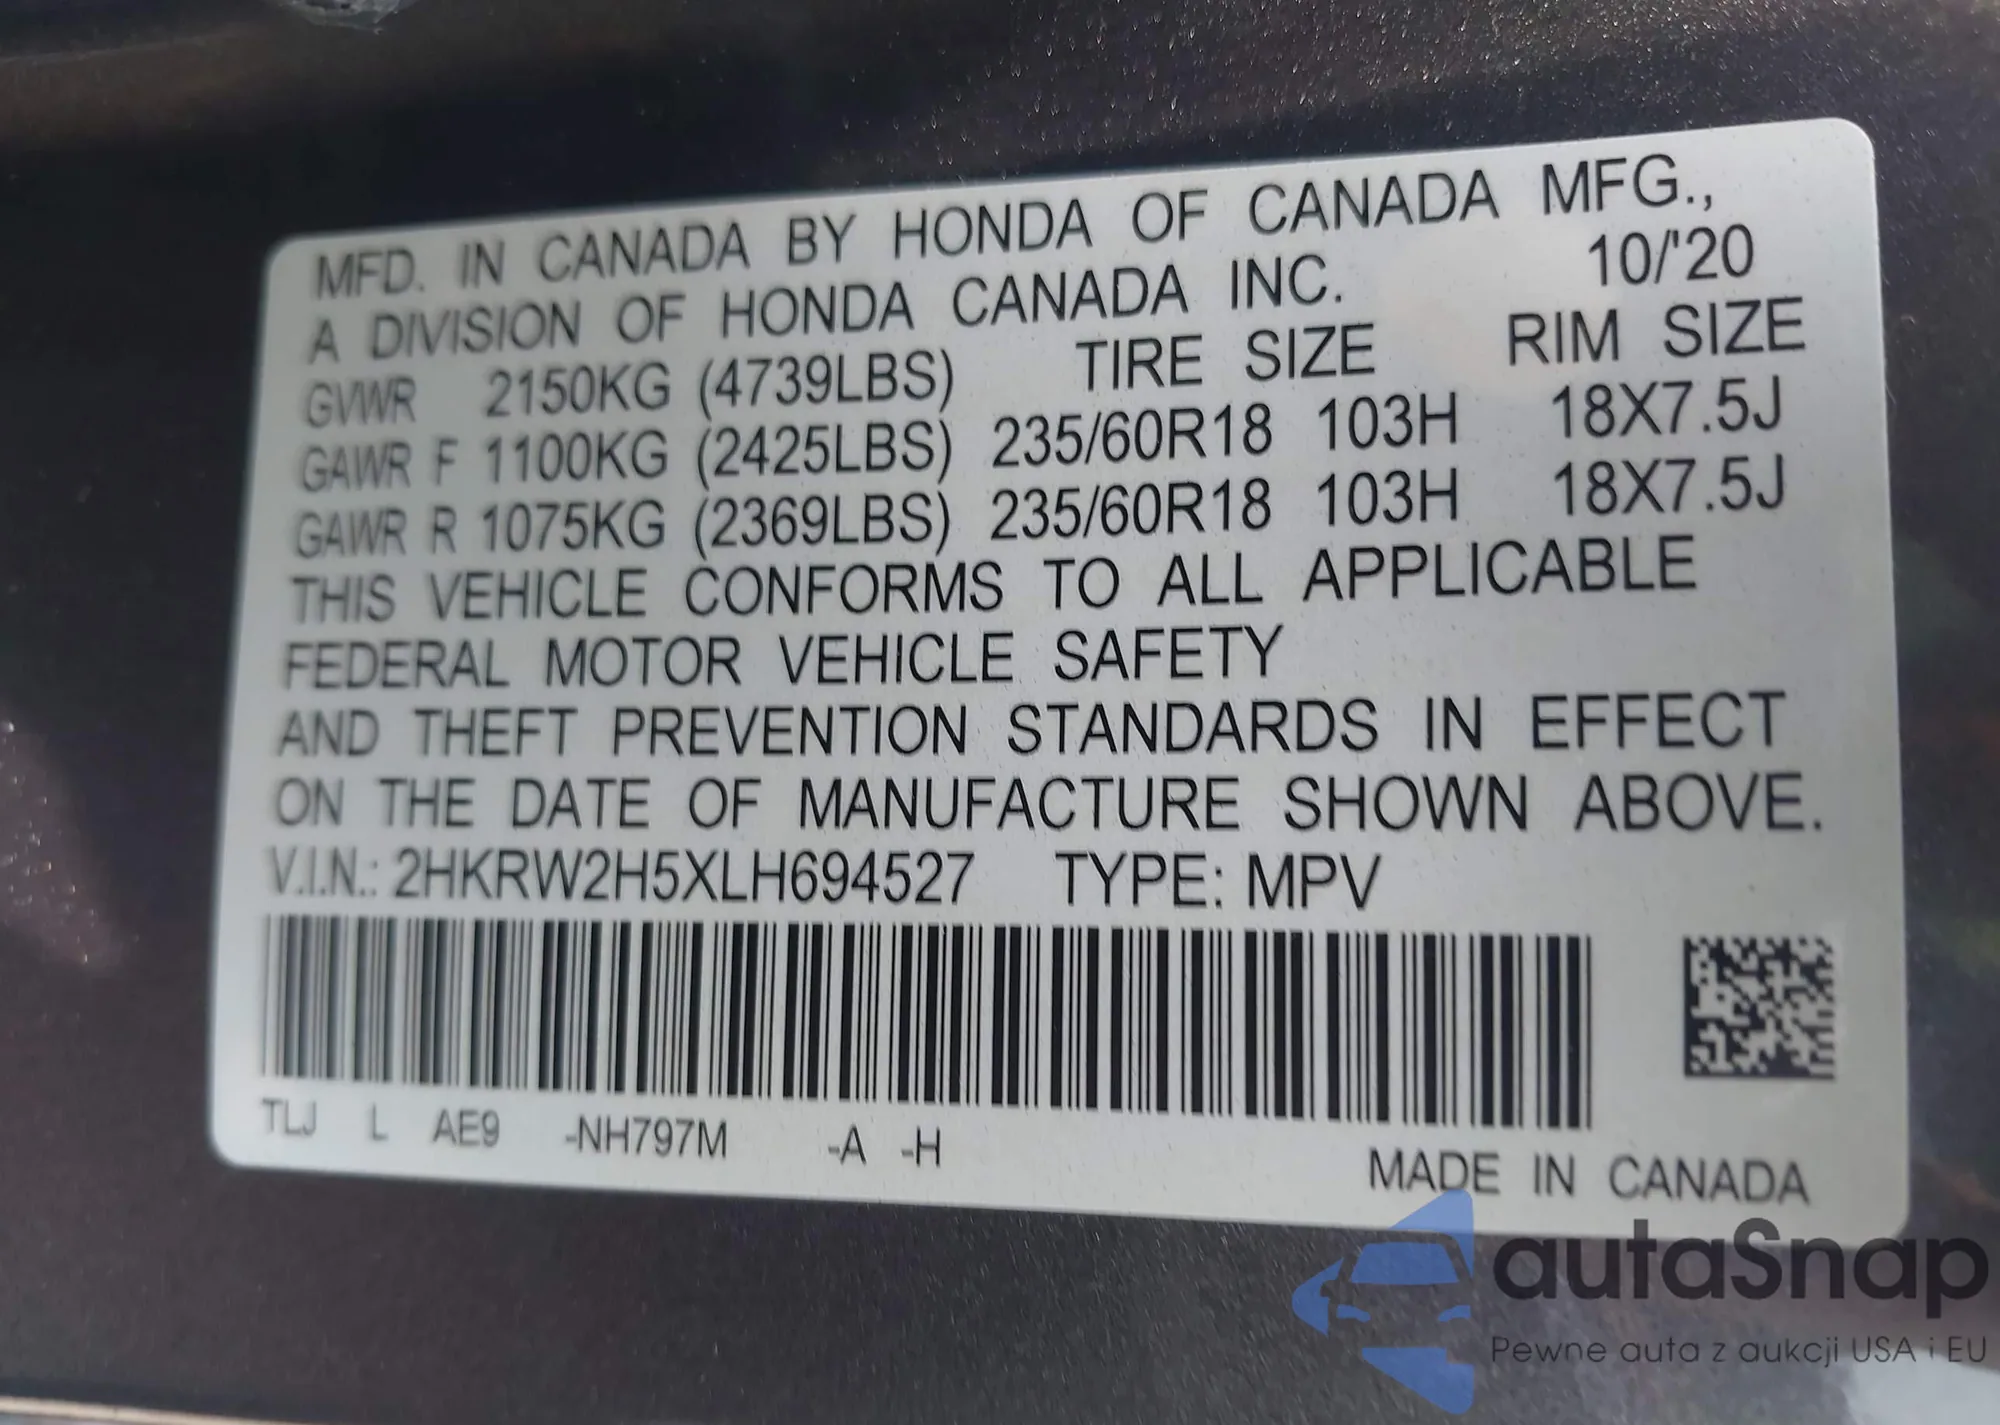 MFD. IN CANADA BY HONDA OF CANADA MFG.,
A DIVISION OF HONDA CANADA INC. 10/'20
GVWR 2150KG (4739LBS) TIRE SIZE RIM SIZE
GAWR F 1100KG (2425LBS) 235/60R18 103H 18X7.5J
GAWR R 1075KG (2369LBS) 235/60R18 103H 18X7.5J
THIS VEHICLE CONFORMS TO ALL APPLICABLE
FEDERAL MOTOR VEHICLE SAFETY
AND THEFT PREVENTION STANDARDS IN EFFECT
ON THE DATE OF MANUFACTURE SHOWN ABOVE.
V.I.N.: 2HKRW2H5XLH694527 TYPE: MPV
TLJ L AE9 -NH797M -A -H
MADE IN CANADA
autaSnap
Pewne auta z aukcji USA i EU